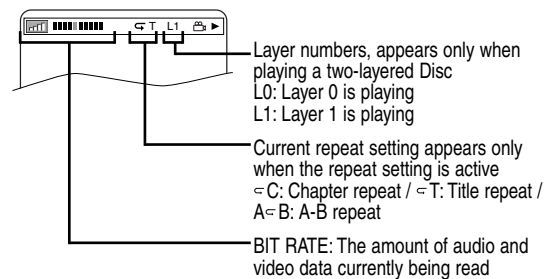 T L1
Layer numbers, appears only when
playing a two-layered Disc
L0: Layer 0 is playing
L1: Layer 1 is playing
Current repeat setting appears only
when the repeat setting is active
C: Chapter repeat / T: Title repeat /
A B: A-B repeat
BIT RATE: The amount of audio and
video data currently being read